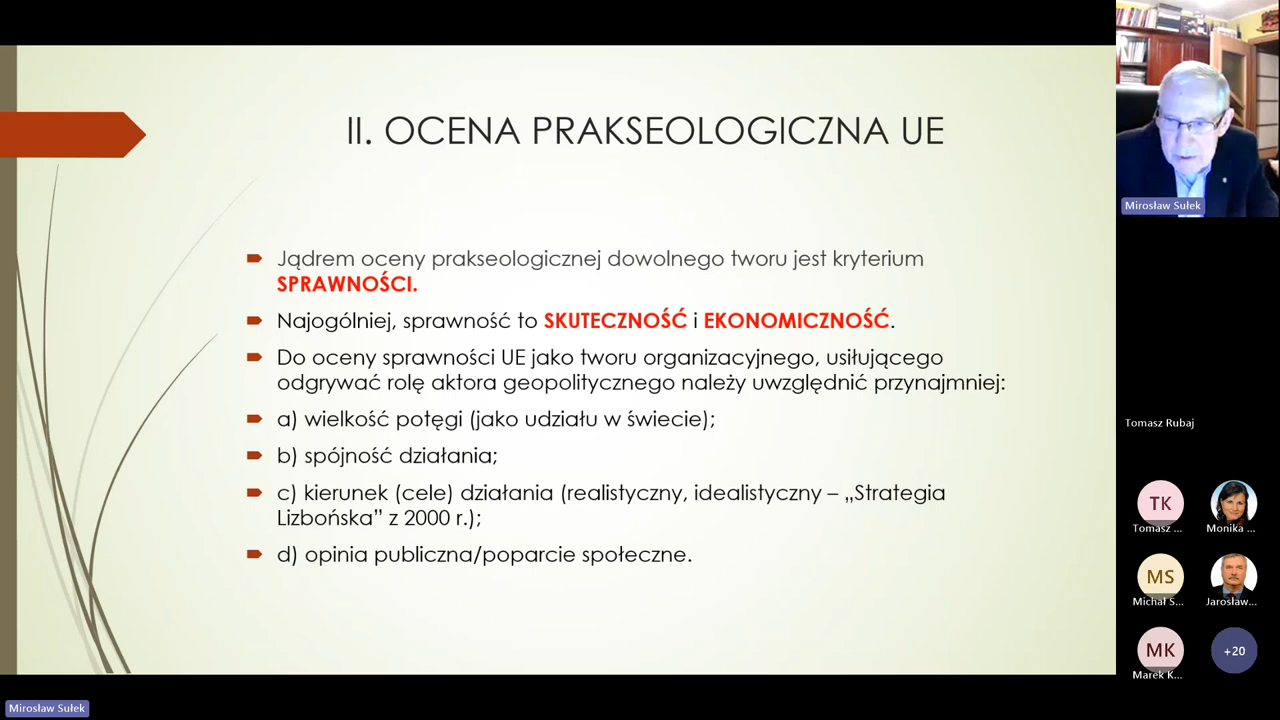 II. OCENA PRAKSEOLOGICZNA UE
Jądrem oceny prakseologicznej dowolnego tworu jest kryterium
SPRAWNOŚCI.
Najogólniej, sprawność to SKUTECZNOŚĆ i EKONOMICZNOŚĆ.
Do oceny sprawności UE jako tworu organizacyjnego, usiłującego
odgrywać rolę aktora geopolitycznego należy uwzględnić przynajmniej:
a) wielkość potęgi (jako udziału w świecie);
b) spójność działania;
c) kierunek (cele) działania (realistyczny, idealistyczny – „Strategia
Lizbońska” z 2000 r.);
d) opinia publiczna/poparcie społeczne.
Mirosław Sułek
Tomasz Rubaj
TK
Tomasz ...
Monika ...
MS
Michał S...
Jarosław...
MK
Marek K...
+20
Mirosław Sułek